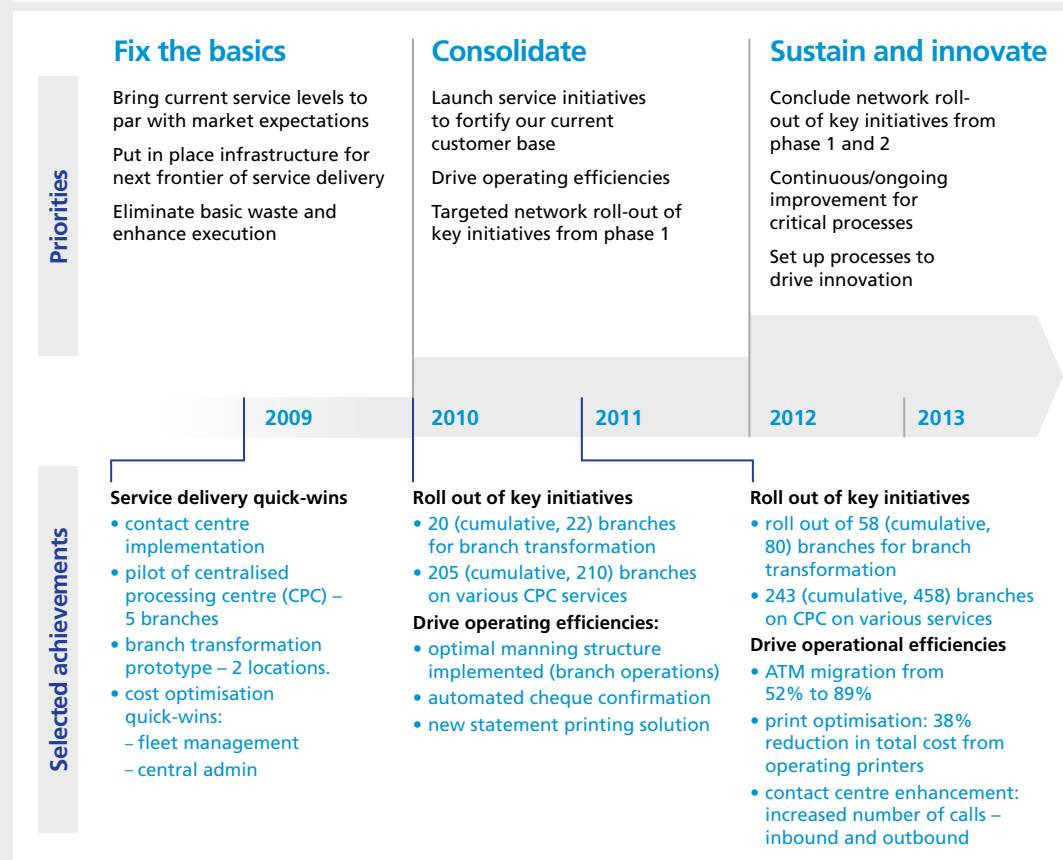 Fix the basics
Consolidate
Sustain and innovate
Priorities
Bring current service levels to
par with market expectations
Put in place infrastructure for
next frontier of service delivery
Eliminate basic waste and
enhance execution
Launch service initiatives
to fortify our current
customer base
Drive operating efficiencies
Targeted network roll-out of
key initiatives from phase 1
Conclude network roll-
out of key initiatives from
phase 1 and 2
Continuous/ongoing
improvement for
critical processes
Set up processes to
drive innovation
2009
2010
2011
2012
2013
Selected achievements
Service delivery quick-wins
• contact centre
implementation
• pilot of centralised
processing centre (CPC) –
5 branches
• branch transformation
prototype – 2 locations.
• cost optimisation
quick-wins:
– fleet management
– central admin
Roll out of key initiatives
• 20 (cumulative, 22) branches
for branch transformation
• 205 (cumulative, 210) branches
on various CPC services
Drive operating efficiencies:
• optimal manning structure
implemented (branch operations)
• automated cheque confirmation
• new statement printing solution
Roll out of key initiatives
• roll out of 58 (cumulative,
80) branches for branch
transformation
• 243 (cumulative, 458) branches
on CPC on various services
Drive operational efficiencies
• ATM migration from
52% to 89%
• print optimisation: 38%
reduction in total cost from
operating printers
• contact centre enhancement:
increased number of calls –
inbound and outbound